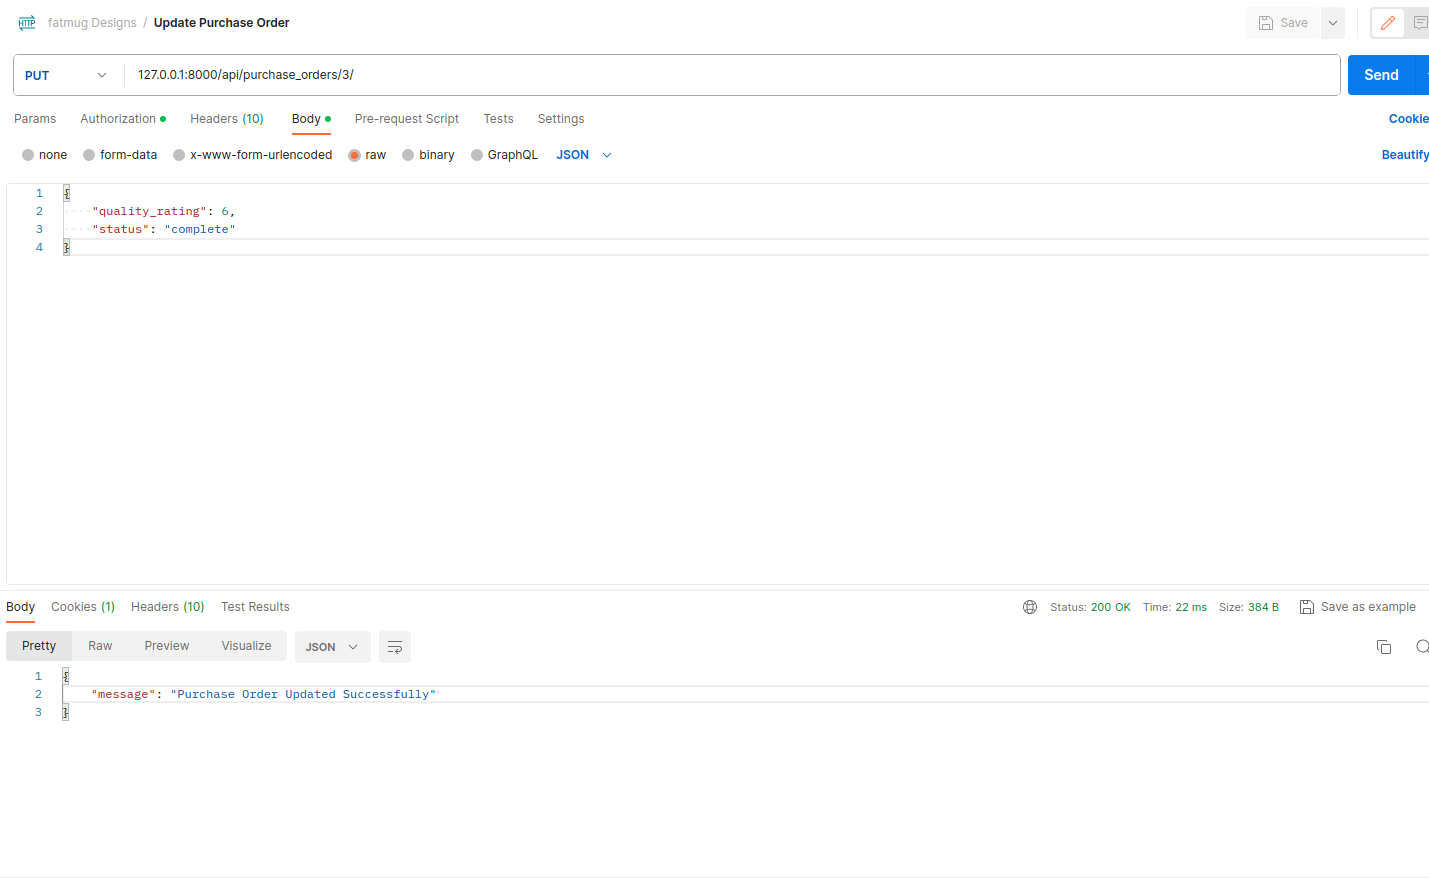 HTTP fatmug Designs / Update Purchase Order Save
PUT 127.0.0.1:8000/api/purchase_orders/3/ Send
Params Authorization Headers (10) Body Pre-request Script Tests Settings Cookie
none form-data x-www-form-urlencoded raw binary GraphQL JSON Beautify
1 {
2 "quality_rating": 6,
3 "status": "complete"
4 }
Body Cookies (1) Headers (10) Test Results Status: 200 OK Time: 22 ms Size: 384 B Save as example
Pretty Raw Preview Visualize JSON
1 {
2 "message": "Purchase Order Updated Successfully"
3 }